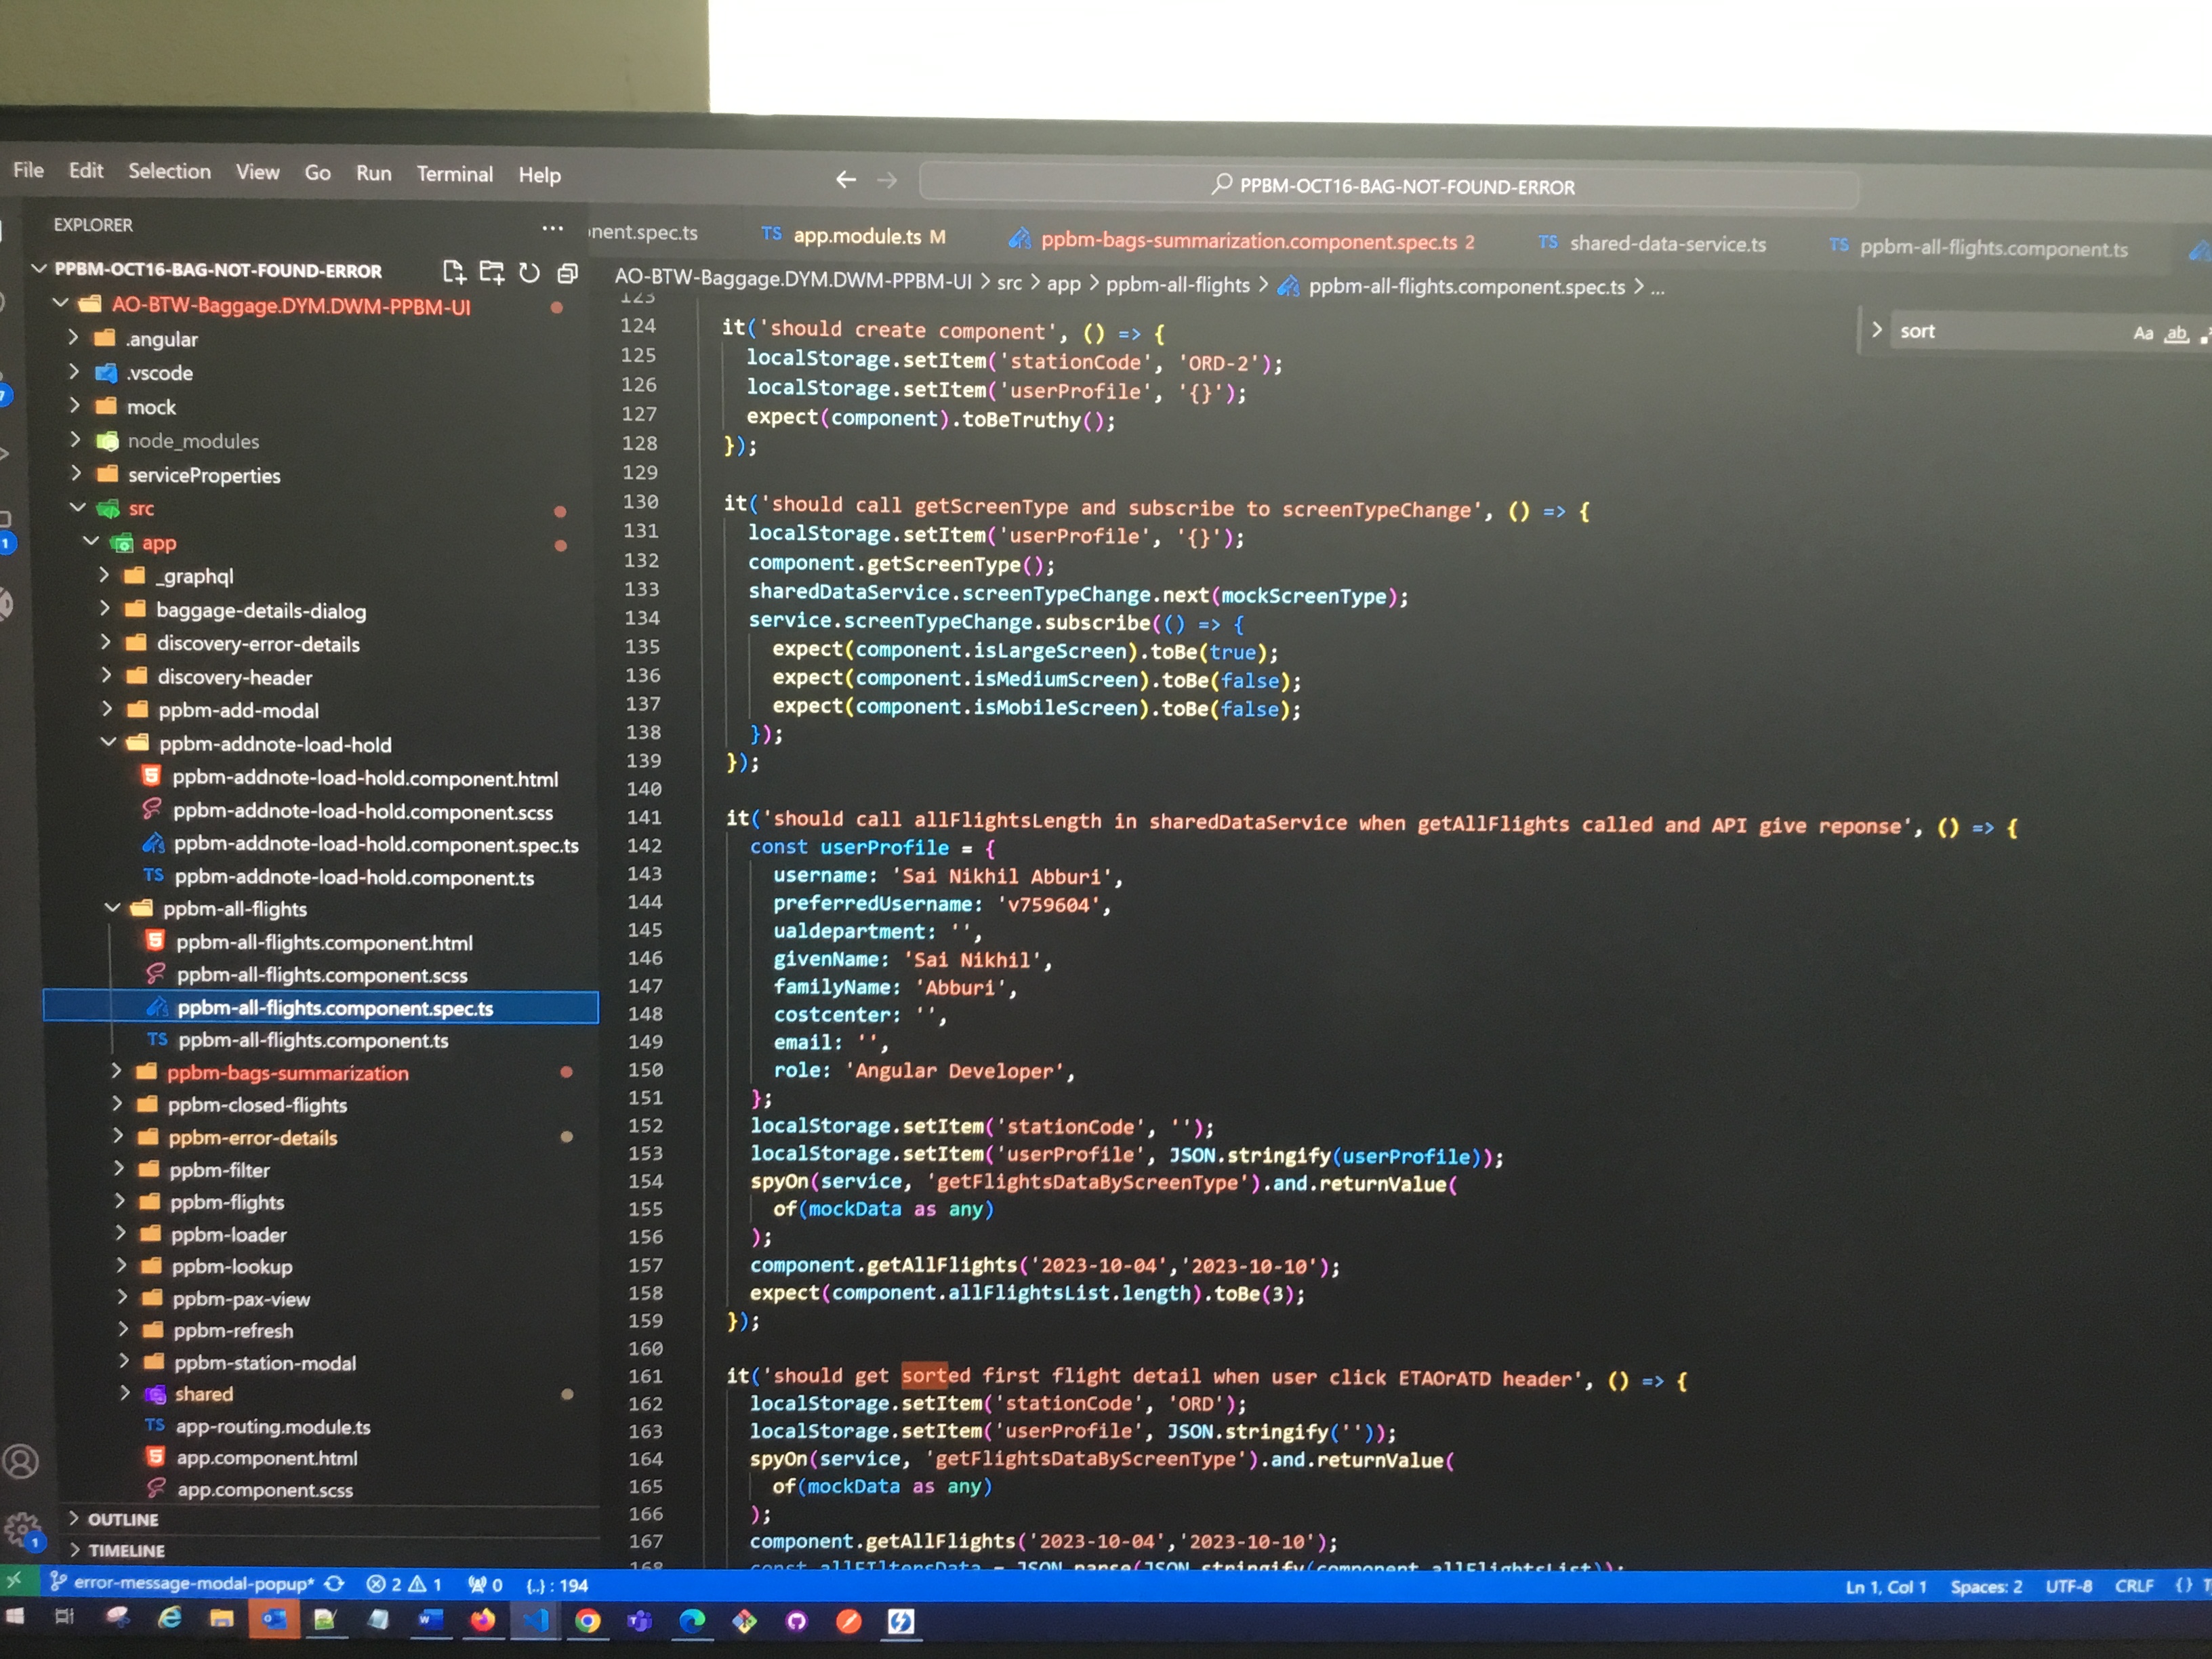 File Edit Selection View Go Run Terminal Help
PPBM-OCT16-BAG-NOT-FOUND-ERROR
EXPLORER
PPBM-OCT16-BAG-NOT-FOUND-ERROR
AO-BTW-Baggage.DYM.DWM-PPBM-UI
.angular
.vscode
mock
node_modules
serviceProperties
src
app
_graphql
baggage-details-dialog
discovery-error-details
discovery-header
ppbm-add-modal
ppbm-addnote-load-hold
ppbm-addnote-load-hold.component.html
ppbm-addnote-load-hold.component.scss
ppbm-addnote-load-hold.component.spec.ts
TS ppbm-addnote-load-hold.component.ts
ppbm-all-flights
ppbm-all-flights.component.html
ppbm-all-flights.component.scss
ppbm-all-flights.component.spec.ts
TS ppbm-all-flights.component.ts
ppbm-bags-summarization
ppbm-closed-flights
ppbm-error-details
ppbm-filter
ppbm-flights
ppbm-loader
ppbm-lookup
ppbm-pax-view
ppbm-refresh
ppbm-station-modal
shared
TS app-routing.module.ts
app.component.html
app.component.scss
OUTLINE
TIMELINE
nent.spec.ts TS app.module.ts M ppbm-bags-summarization.component.spec.ts 2 TS shared-data-service.ts TS ppbm-all-flights.component.ts
AO-BTW-Baggage.DYM.DWM-PPBM-UI > src > app > ppbm-all-flights > ppbm-all-flights.component.spec.ts > ...
sort Aa ab
123
124 it('should create component', () => {
125 localStorage.setItem('stationCode', 'ORD-2');
126 localStorage.setItem('userProfile', '{}');
127 expect(component).toBeTruthy();
128 });
129
130 it('should call getScreenType and subscribe to screenTypeChange', () => {
131 localStorage.setItem('userProfile', '{}');
132 component.getScreenType();
133 sharedDataService.screenTypeChange.next(mockScreenType);
134 service.screenTypeChange.subscribe(() => {
135 expect(component.isLargeScreen).toBe(true);
136 expect(component.isMediumScreen).toBe(false);
137 expect(component.isMobileScreen).toBe(false);
138 });
139 });
140
141 it('should call allFlightsLength in sharedDataService when getAllFlights called and API give reponse', () => {
142 const userProfile = {
143 username: 'Sai Nikhil Abburi',
144 preferredUsername: 'v759604',
145 ualdepartment: '',
146 givenName: 'Sai Nikhil',
147 familyName: 'Abburi',
148 costcenter: '',
149 email: '',
150 role: 'Angular Developer',
151 };
152 localStorage.setItem('stationCode', '');
153 localStorage.setItem('userProfile', JSON.stringify(userProfile));
154 spyOn(service, 'getFlightsDataByScreenType').and.returnValue(
155 of(mockData as any)
156 );
157 component.getAllFlights('2023-10-04','2023-10-10');
158 expect(component.allFlightsList.length).toBe(3);
159 });
160
161 it('should get sorted first flight detail when user click ETAOrATD header', () => {
162 localStorage.setItem('stationCode', 'ORD');
163 localStorage.setItem('userProfile', JSON.stringify(''));
164 spyOn(service, 'getFlightsDataByScreenType').and.returnValue(
165 of(mockData as any)
166 );
167 component.getAllFlights('2023-10-04','2023-10-10');
168
error-message-modal-popup* 2 1 0 {..} : 194 Ln 1, Col 1 Spaces: 2 UTF-8 CRLF {}